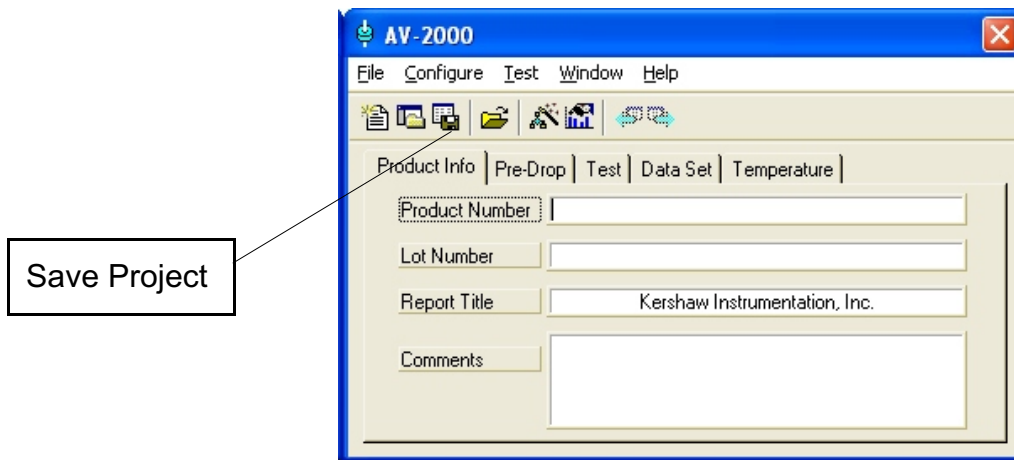 AV-2000
File Configure Test Window Help
Product Info Pre-Drop Test Data Set Temperature
Product Number
Lot Number
Save Project
Report Title Kershaw Instrumentation, Inc.
Comments